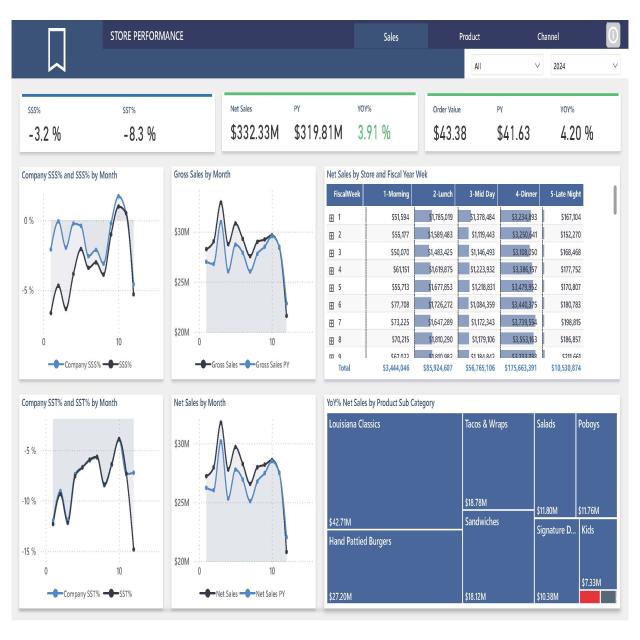 STORE PERFORMANCE
Sales
Product
Channel
All
2024
SSS%
SST%
-3.2 %
-8.3 %
Net Sales
PY
YOY%
$332.33M
$319.81M
3.91 %
Order Value
PY
YOY%
$43.38
$41.63
4.20 %
Company SSS% and SSS% by Month
0 %
-5 %
0
10
Company SSS%
SSS%
Gross Sales by Month
$30M
$25M
$20M
0
10
Gross Sales
Gross Sales PY
Net Sales by Store and Fiscal Year Wek
FiscalWeek 1-Morning 2-Lunch 3-Mid Day 4-Dinner 5-Late Night
1 $51,594 $1,785,019 $1,378,484 $3,234,893 $167,104
2 $55,177 $1,589,483 $1,119,443 $3,250,641 $152,270
3 $50,070 $1,483,425 $1,146,493 $3,108,050 $168,468
4 $61,151 $1,619,875 $1,223,932 $3,386,157 $177,752
5 $55,713 $1,677,853 $1,218,831 $3,479,952 $170,807
6 $77,708 $1,726,272 $1,084,359 $3,440,375 $180,783
7 $73,225 $1,647,289 $1,172,343 $3,739,554 $198,815
8 $70,215 $1,810,290 $1,179,106 $3,553,163 $186,857
9
Total $3,444,046 $85,924,607 $56,765,106 $175,663,391 $10,530,874
Company SST% and SST% by Month
-5 %
-10 %
-15 %
0
10
Company SST%
SST%
Net Sales by Month
$30M
$25M
$20M
0
10
Net Sales
Net Sales PY
YoY% Net Sales by Product Sub Category
Louisiana Classics
$42.71M
Hand Pattied Burgers
$27.20M
Tacos & Wraps
$18.78M
Sandwiches
$18.12M
Salads
$11.80M
Poboys
$11.76M
Signature D...
$10.38M
Kids
$7.33M